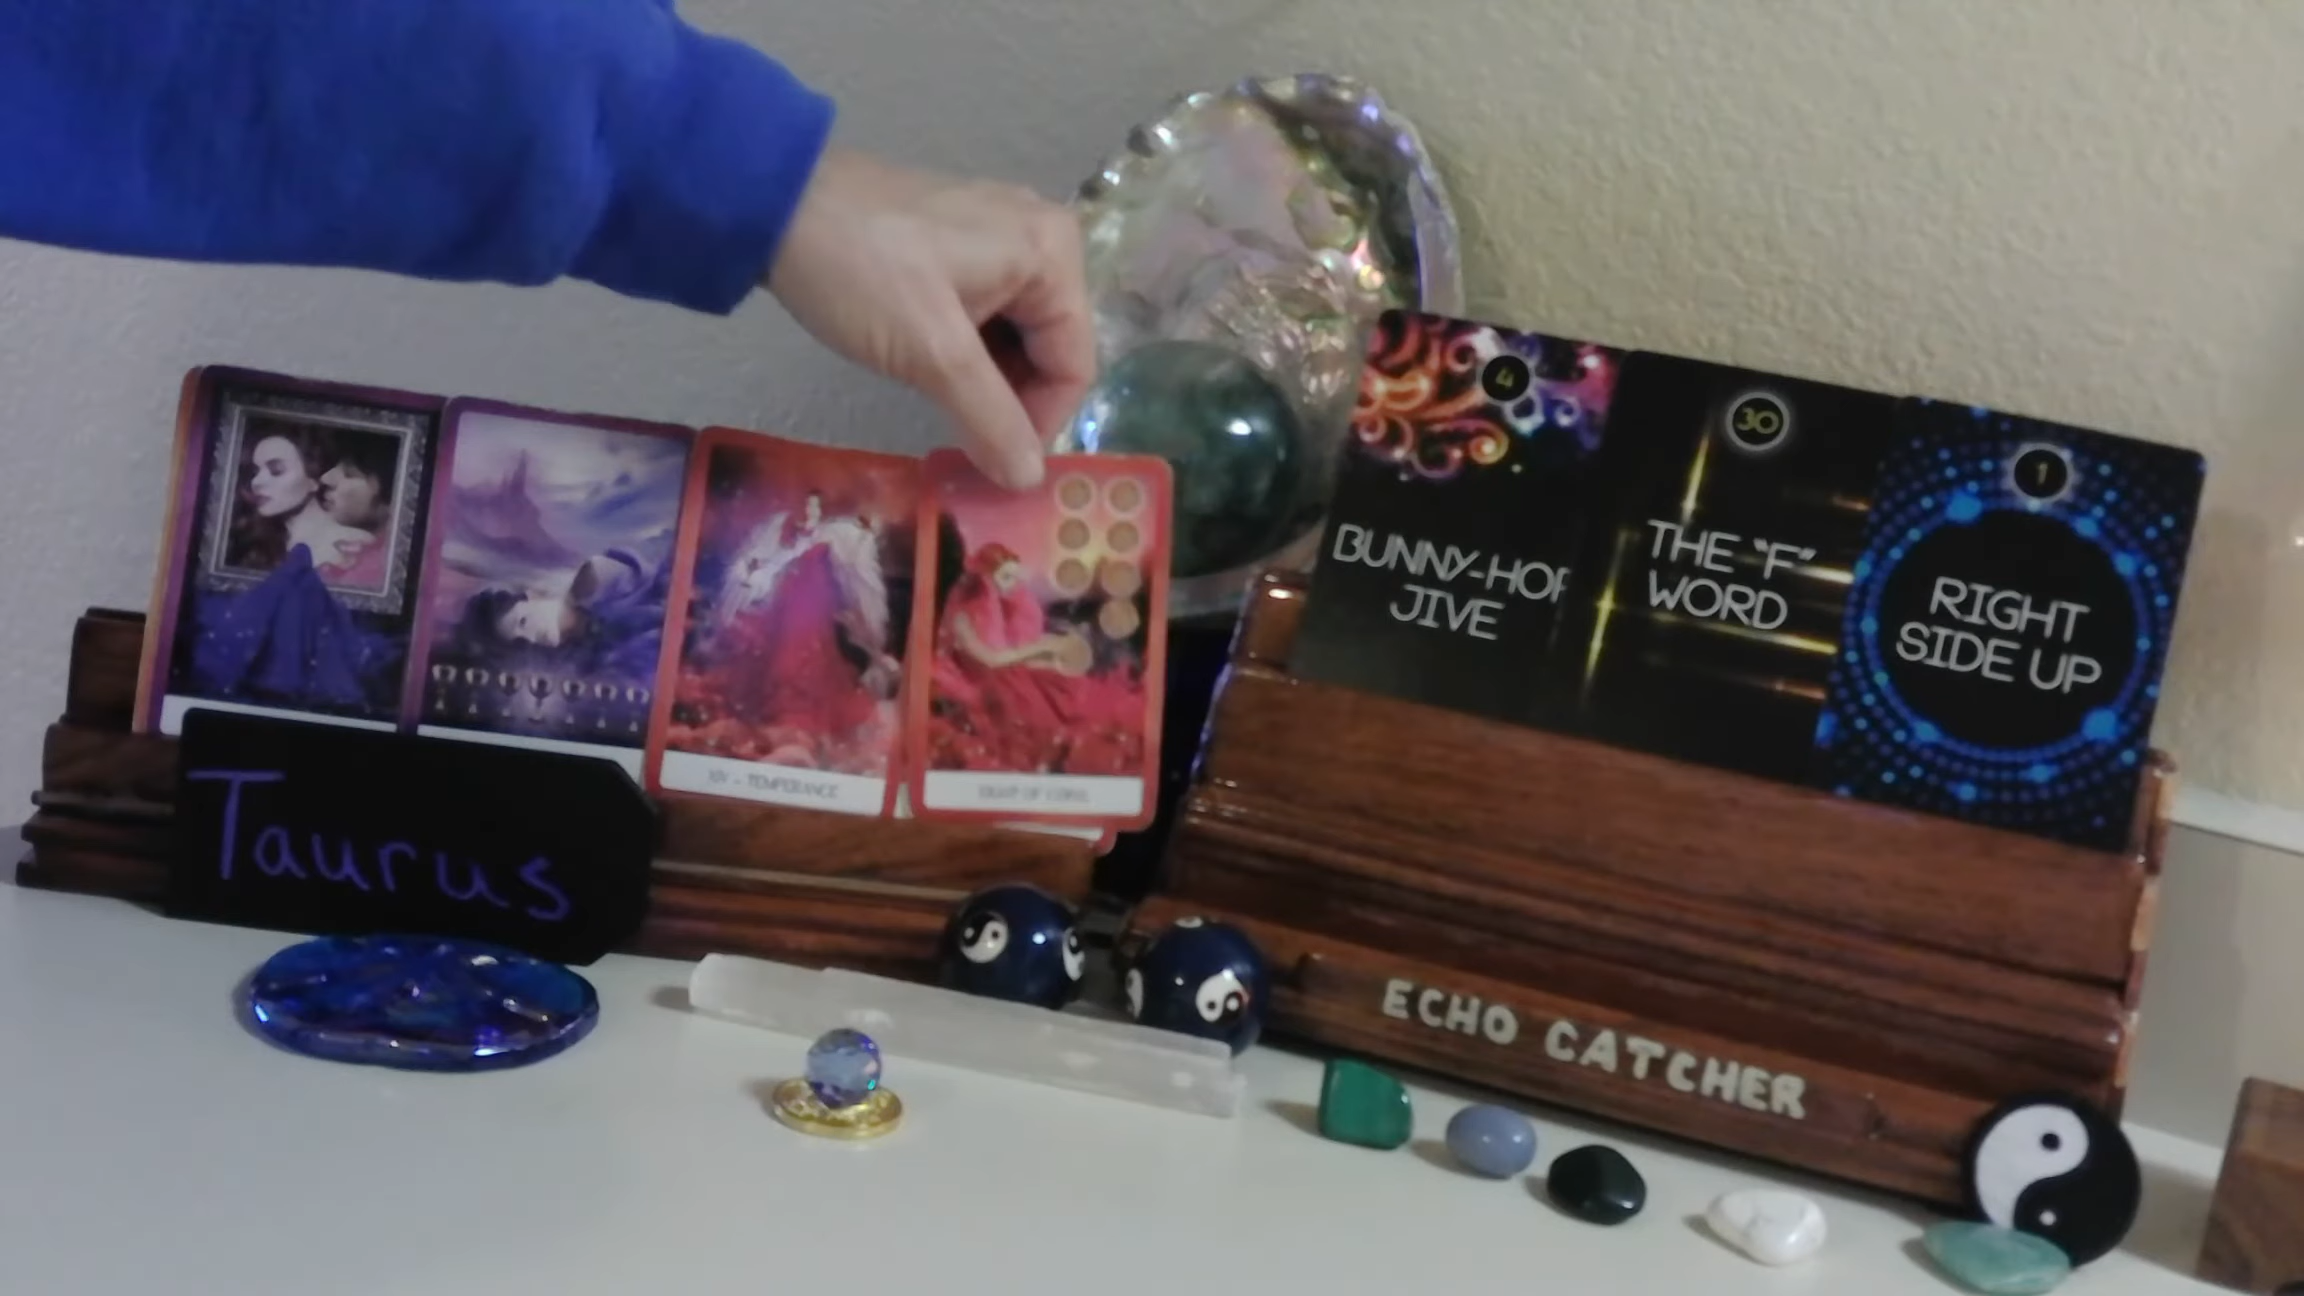 4
BUNNY-HOP
JIVE
30
THE "F"
WORD
1
RIGHT
SIDE UP
XIV - TEMPERANCE
Taurus
ECHO CATCHER